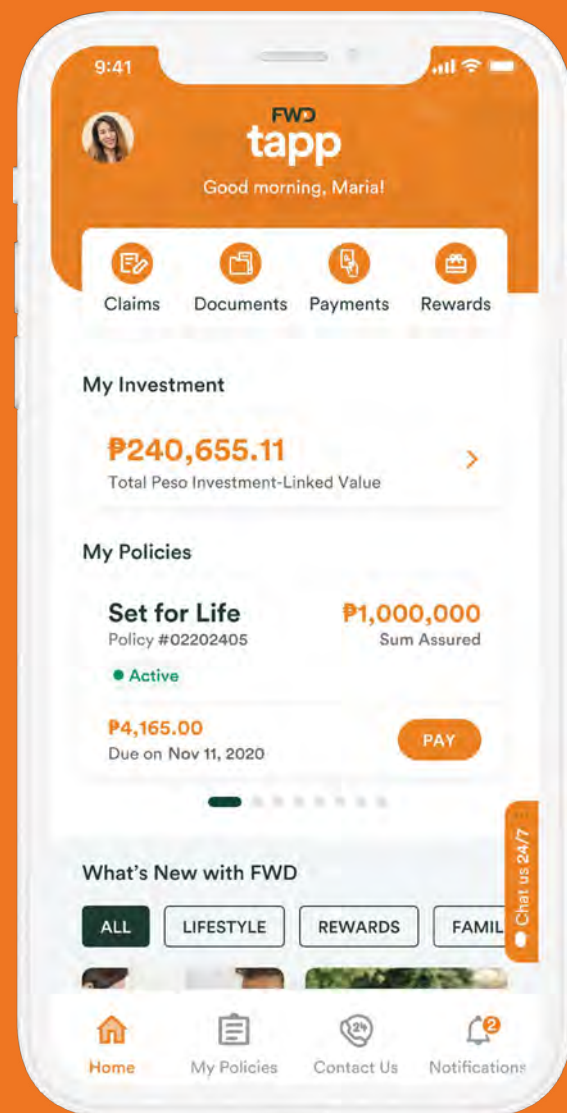 9:41
FWD
tapp
Good morning, Maria!
Claims Documents Payments Rewards
My Investment
₱240,655.11
Total Peso Investment-Linked Value
My Policies
Set for Life ₱1,000,000
Policy #02202405 Sum Assured
Active
₱4,165.00
Due on Nov 11, 2020 PAY
Chat us 24/7
What's New with FWD
ALL LIFESTYLE REWARDS FAMIL
24
2
Home My Policies Contact Us Notifications